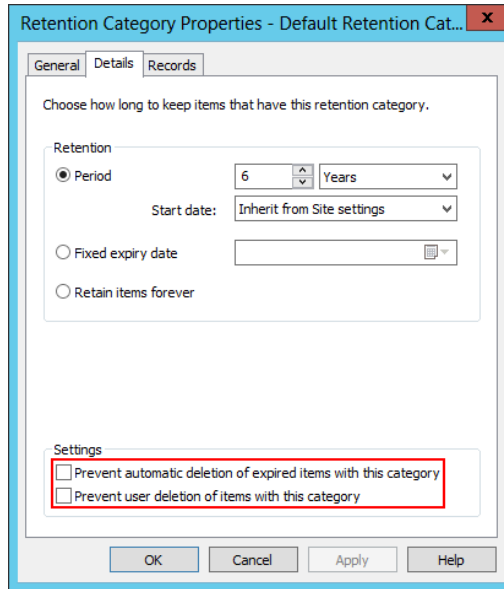 Retention Category Properties - Default Retention Cat... x
General Details Records
Choose how long to keep items that have this retention category.
Retention
Period 6 Years
Start date: Inherit from Site settings
Fixed expiry date
Retain items forever
Settings
Prevent automatic deletion of expired items with this category
Prevent user deletion of items with this category
OK Cancel Apply Help